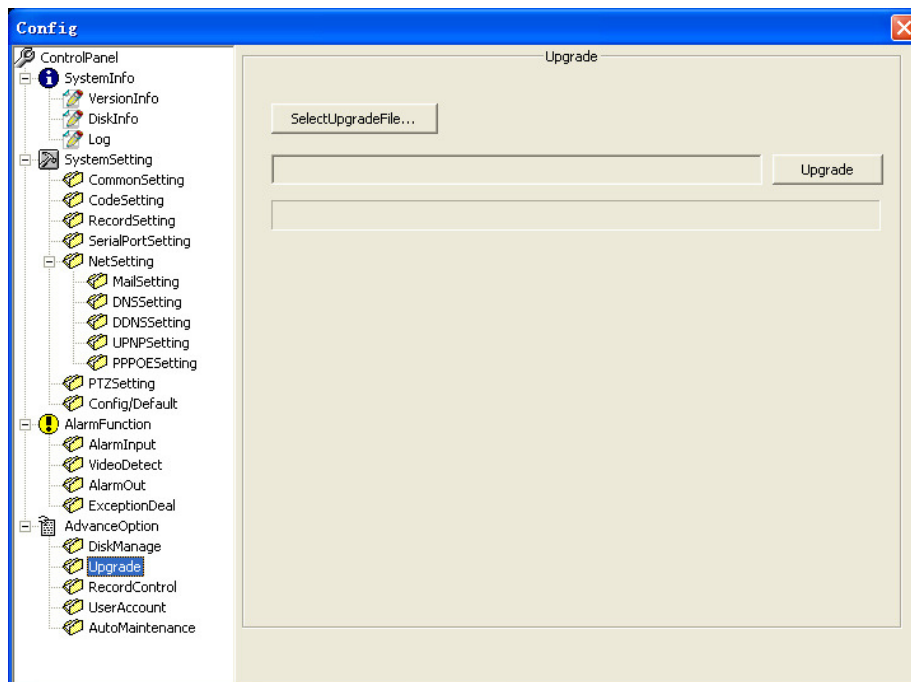 Config
ControlPanel
SystemInfo
VersionInfo
DiskInfo
Log
SystemSetting
CommonSetting
CodeSetting
RecordSetting
SerialPortSetting
NetSetting
MailSetting
DNSSetting
DDNSSetting
UPNPSetting
PPPOESetting
PTZSetting
Config/Default
AlarmFunction
AlarmInput
VideoDetect
AlarmOut
ExceptionDeal
AdvanceOption
DiskManage
Upgrade
RecordControl
UserAccount
AutoMaintenance
Upgrade
SelectUpgradeFile...
Upgrade